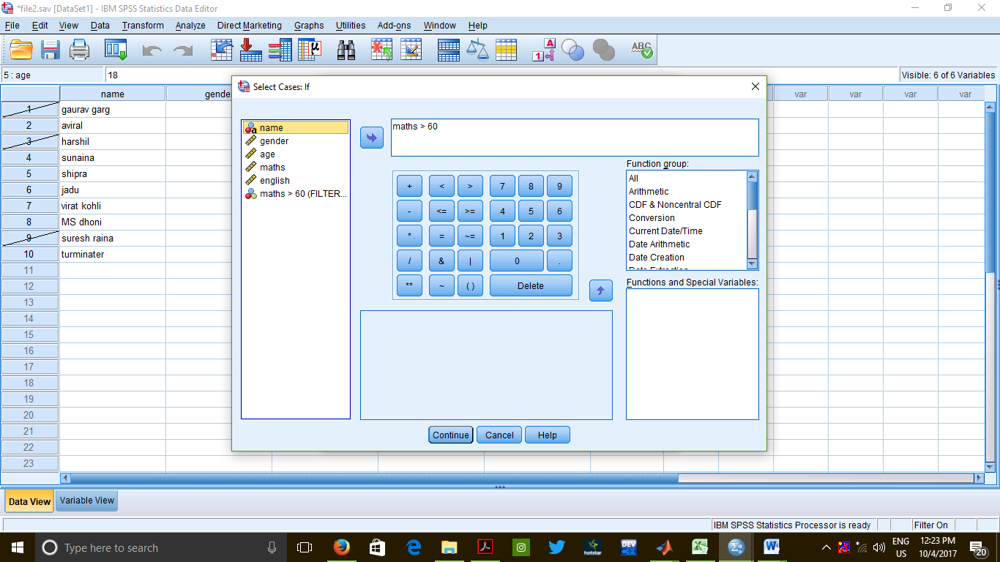 *file2.sav [DataSet1] - IBM SPSS Statistics Data Editor
File Edit View Data Transform Analyze Direct Marketing Graphs Utilities Add-ons Window Help
5 : age 18 Visible: 6 of 6 Variables
name gende var var var var
1 gaurav garg
2 aviral
3 harshil
4 sunaina
5 shipra
6 jadu
7 virat kohli
8 MS dhoni
9 suresh raina
10 turminater
11
12
13
14
15
16
17
18
19
20
21
22
23
Select Cases: If
name
gender
age
maths
english
maths > 60 (FILTER...
maths > 60
+ < > 7 8 9
- <= >= 4 5 6
* = ~= 1 2 3
/ & | 0 .
** ~ ( ) Delete
Function group:
All
Arithmetic
CDF & Noncentral CDF
Conversion
Current Date/Time
Date Arithmetic
Date Creation
Date Extraction
Functions and Special Variables:
Continue Cancel Help
Data View Variable View
IBM SPSS Statistics Processor is ready Filter On
Type here to search
hotstar
DEV
ENG
US
12:23 PM
10/4/2017
20